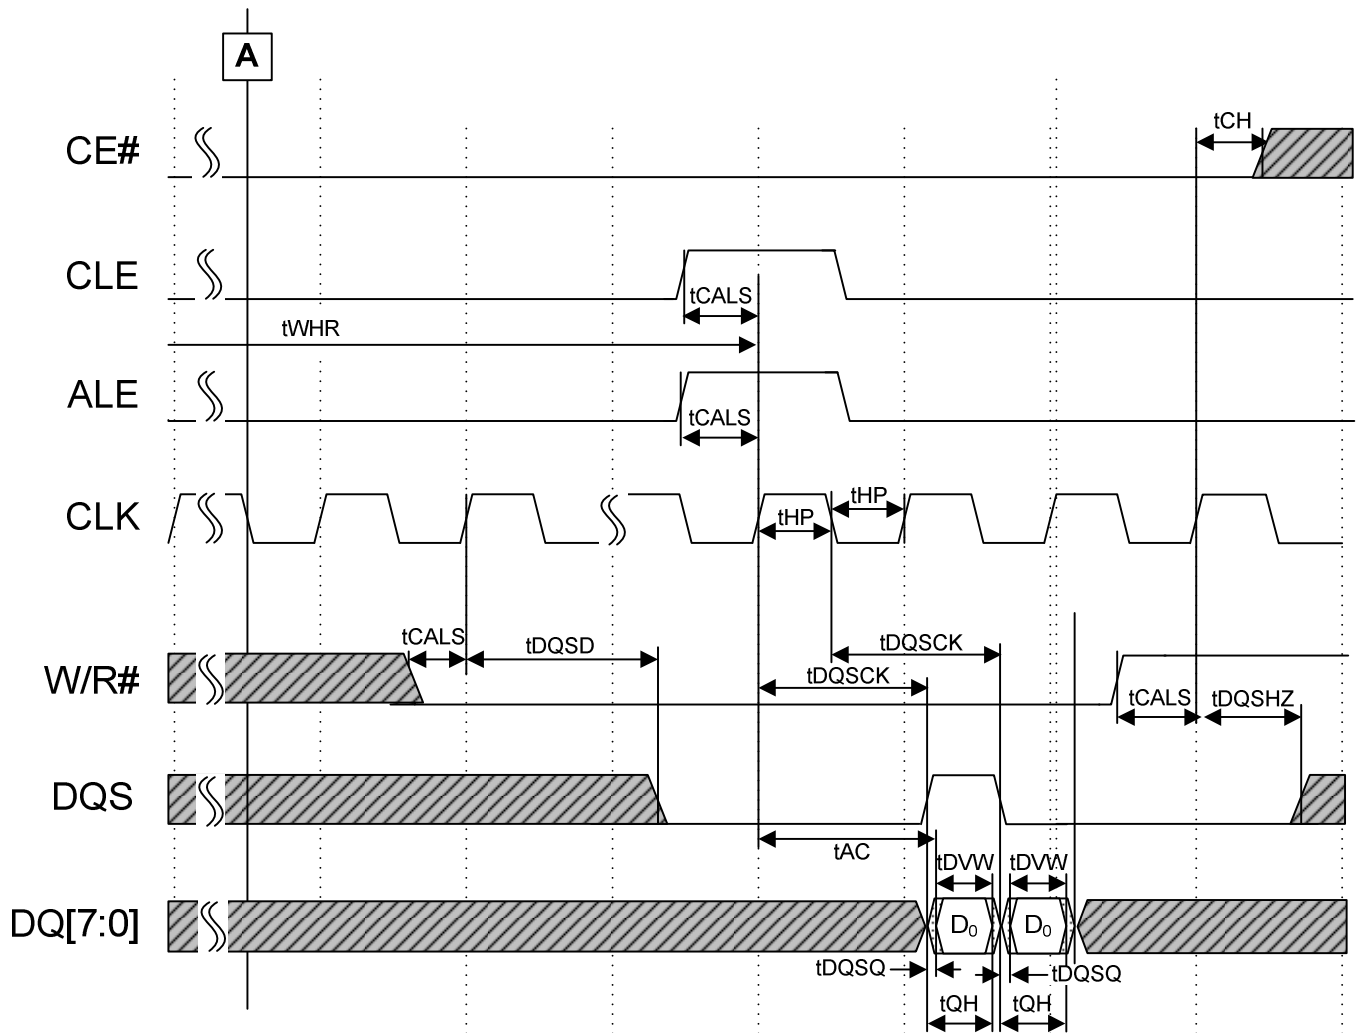 A
tCH
CE#
CLE
tCALS
tWHR
ALE
tCALS
CLK
tHP
tHP
tCALS
tDQSD
tDQSCK
tDQSCK
W/R#
tCALS
tDQSHZ
DQS
tAC
tDVW
tDVW
DQ[7:0]
D0
D0
tDQSQ
tDQSQ
tQH
tQH